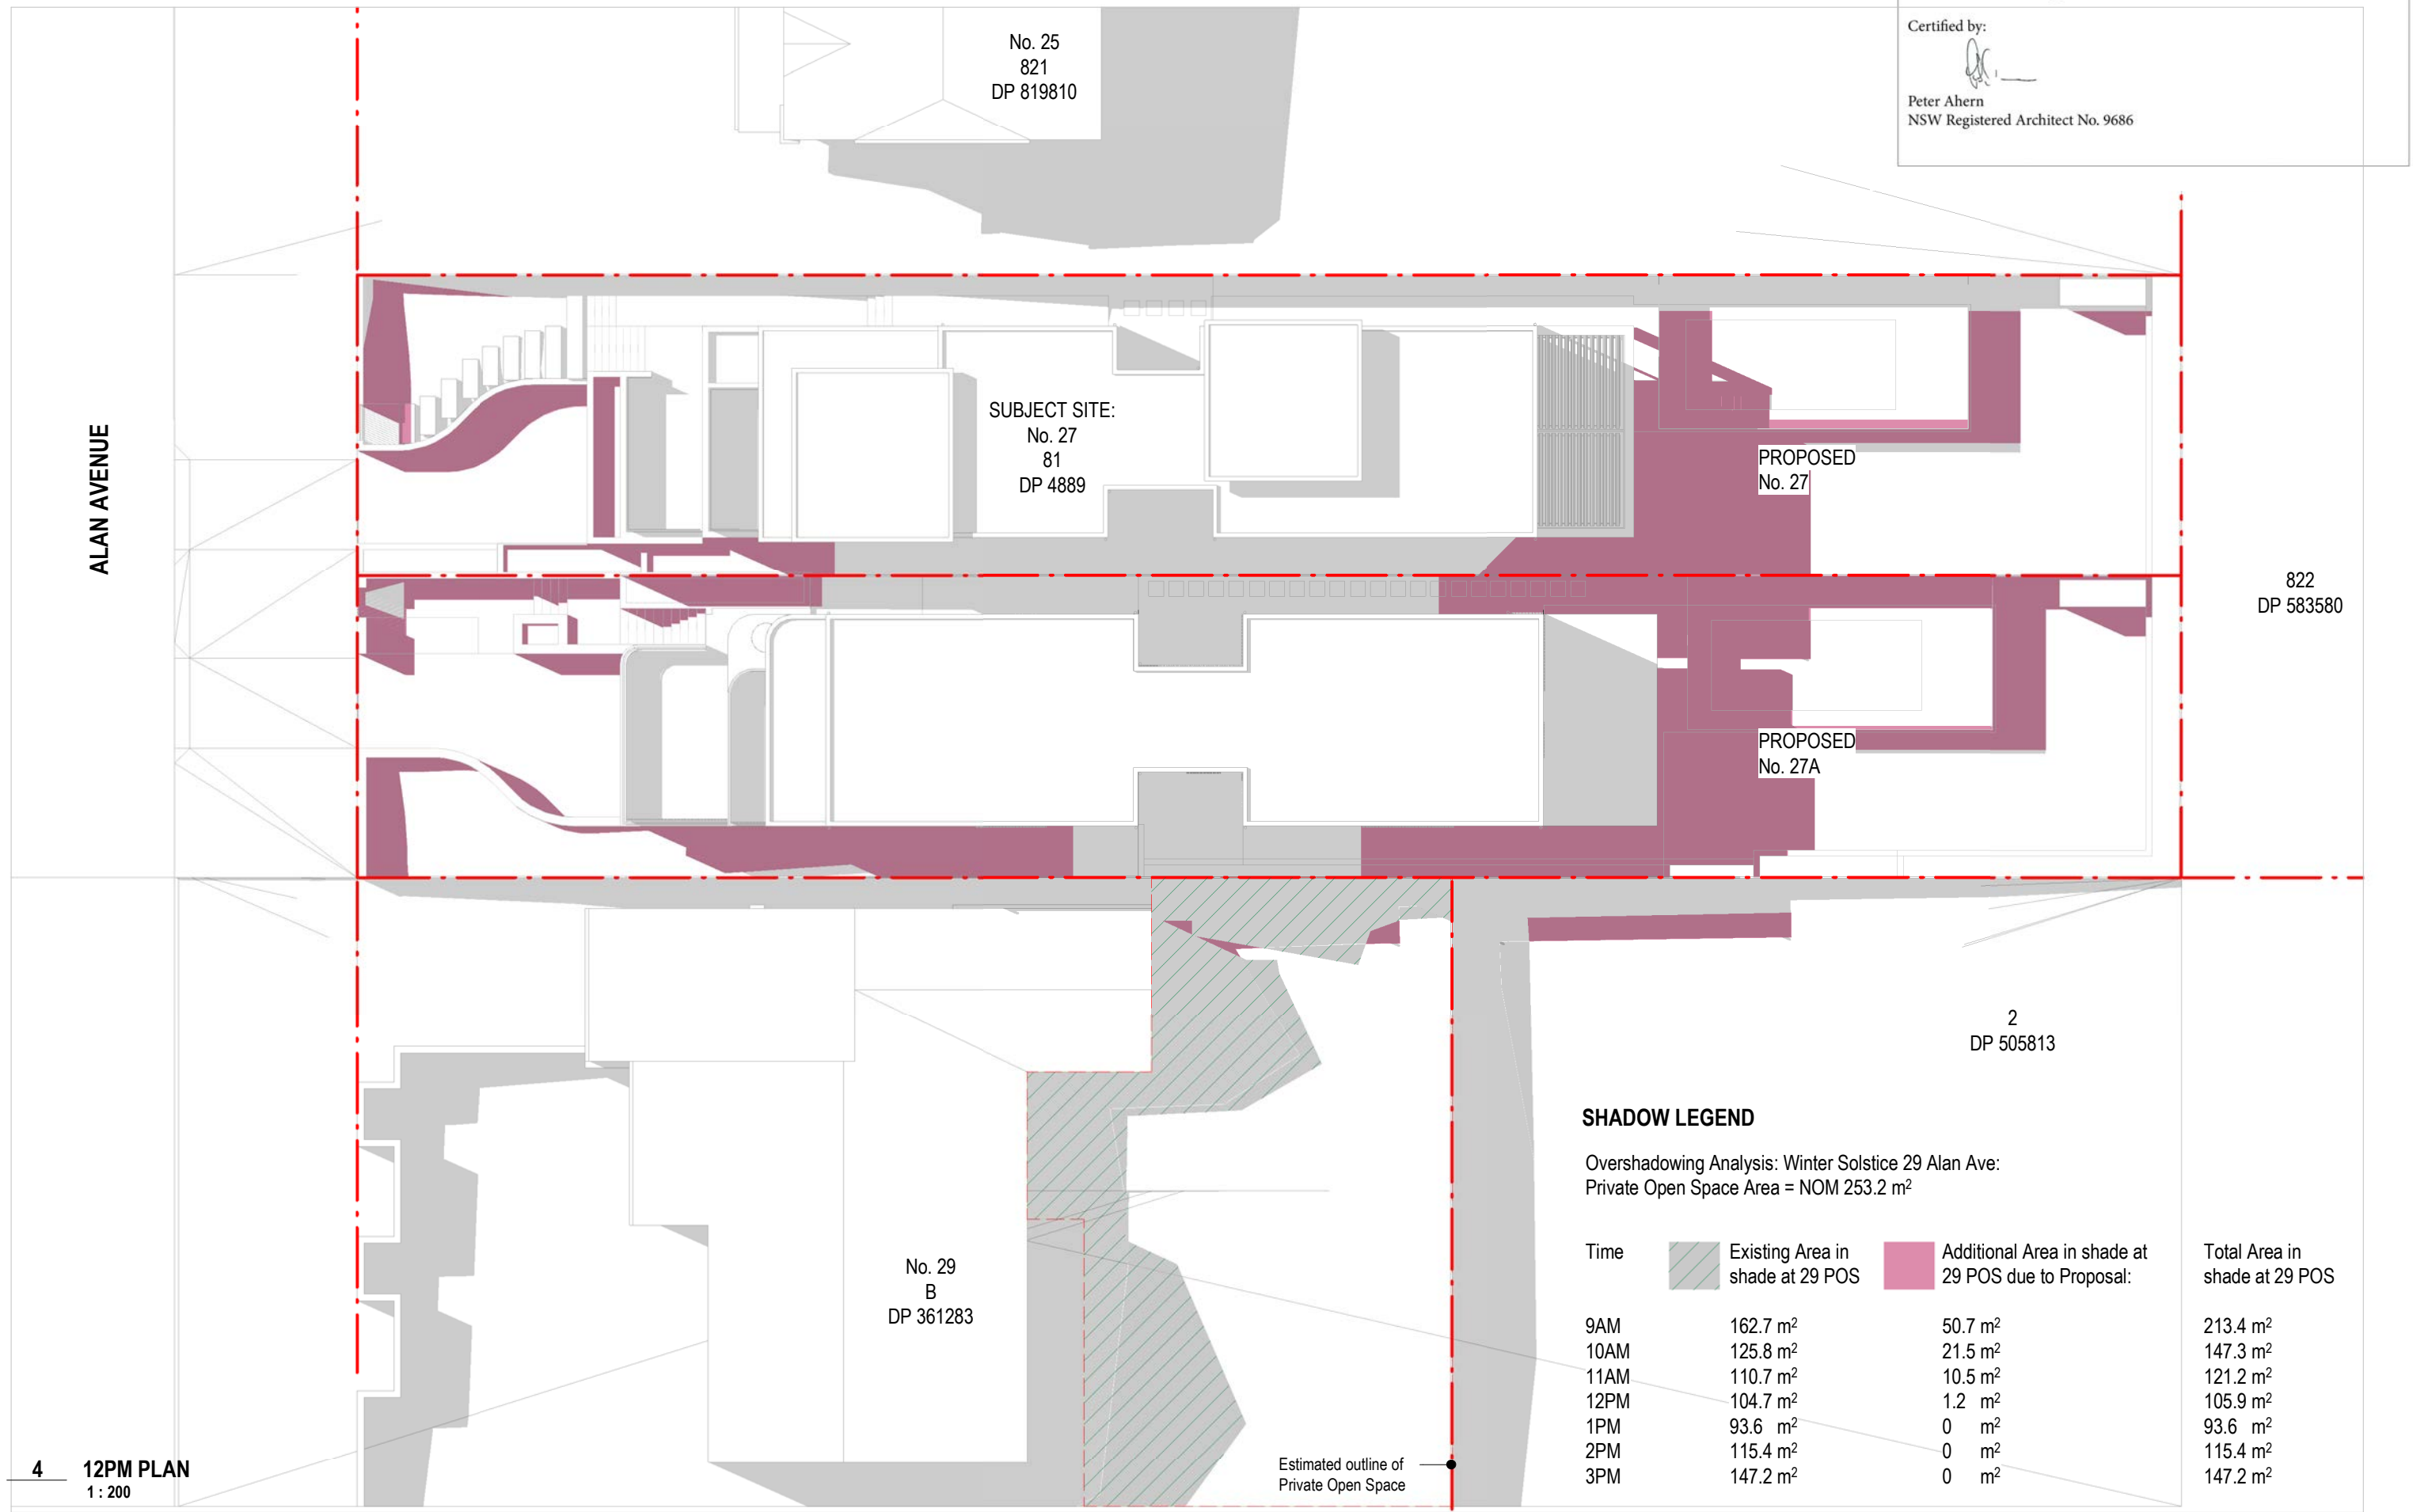 Certified by:
Peter Ahern
NSW Registered Architect No. 9686
No. 25
821
DP 819810
ALAN AVENUE
SUBJECT SITE:
No. 27
81
DP 4889
PROPOSED
No. 27
822
DP 583580
PROPOSED
No. 27A
2
DP 505813
No. 29
B
DP 361283
SHADOW LEGEND
Overshadowing Analysis: Winter Solstice 29 Alan Ave:
Private Open Space Area = NOM 253.2 m²
Time Existing Area in shade at 29 POS Additional Area in shade at 29 POS due to Proposal: Total Area in shade at 29 POS
9AM 162.7 m² 50.7 m² 213.4 m²
10AM 125.8 m² 21.5 m² 147.3 m²
11AM 110.7 m² 10.5 m² 121.2 m²
12PM 104.7 m² 1.2 m² 105.9 m²
1PM 93.6 m² 0 m² 93.6 m²
2PM 115.4 m² 0 m² 115.4 m²
3PM 147.2 m² 0 m² 147.2 m²
Estimated outline of
Private Open Space
4 12PM PLAN
1 : 200